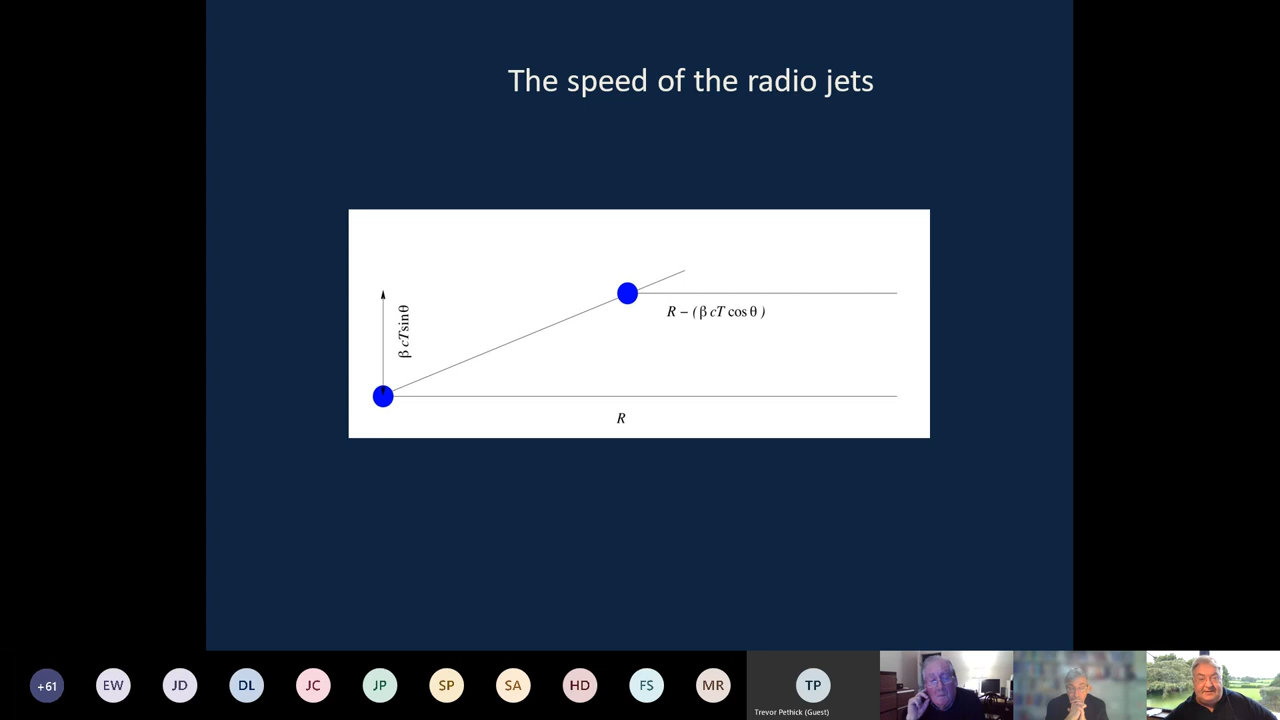 The speed of the radio jets
β cT sinθ
R − ( β cT cos θ )
R
+61
EW
JD
DL
JC
JP
SP
SA
HD
FS
MR
TP
Trevor Pethick (Guest)